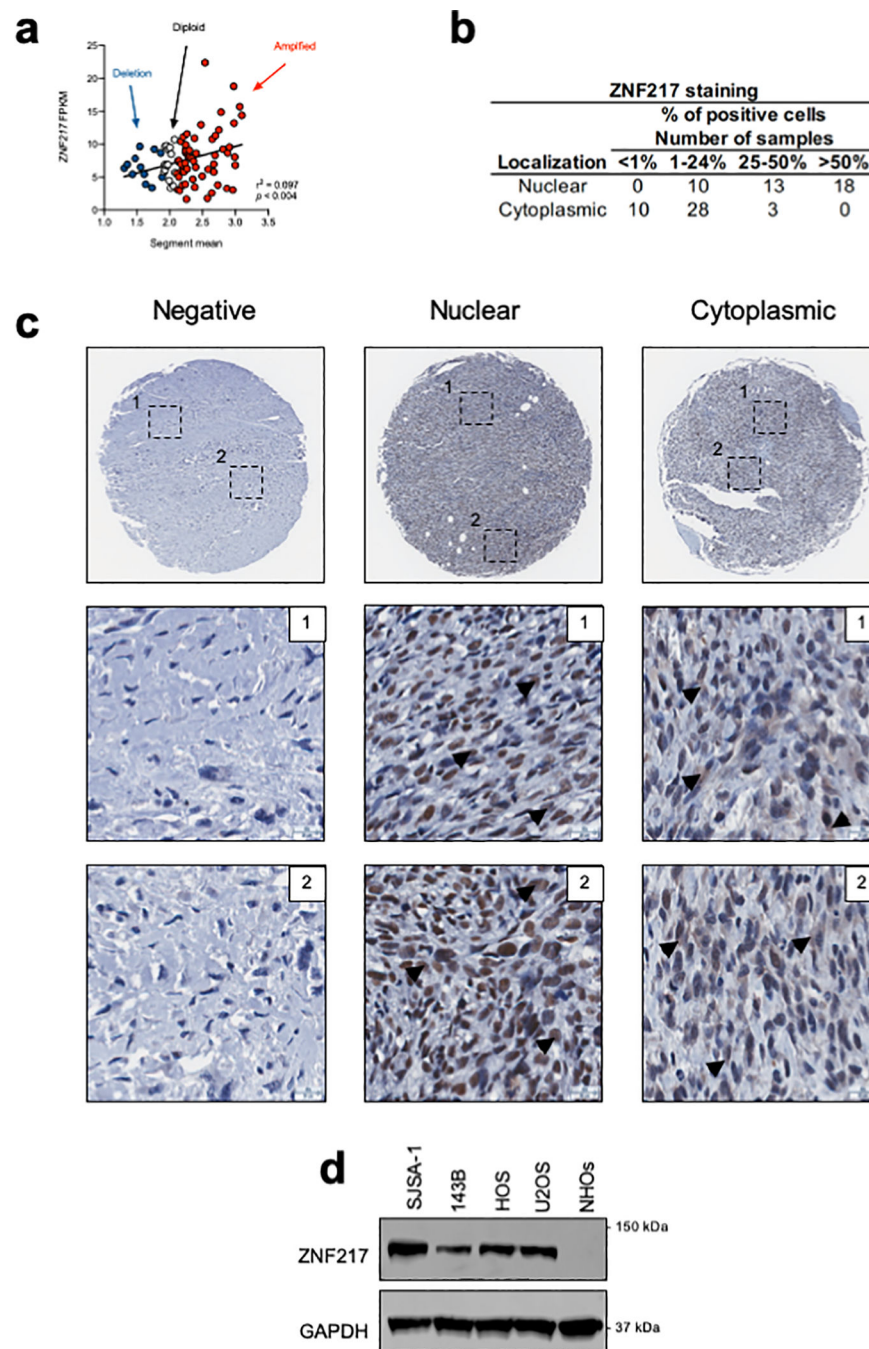 a
Diploid
Amplified
Deletion
ZNF217 FPKM
25
20
15
10
5
0
1.0 1.5 2.0 2.5 3.0 3.5
r² = 0.097
p < 0.004
Segment mean
b
ZNF217 staining
% of positive cells
Number of samples
Localization <1% 1-24% 25-50% >50%
Nuclear 0 10 13 18
Cytoplasmic 10 28 3 0
c
Negative Nuclear Cytoplasmic
1 2
1 2
1 2
1 1 1
2 2 2
d
SJSA-1 143B HOS U2OS NHOs
150 kDa
ZNF217
37 kDa
GAPDH